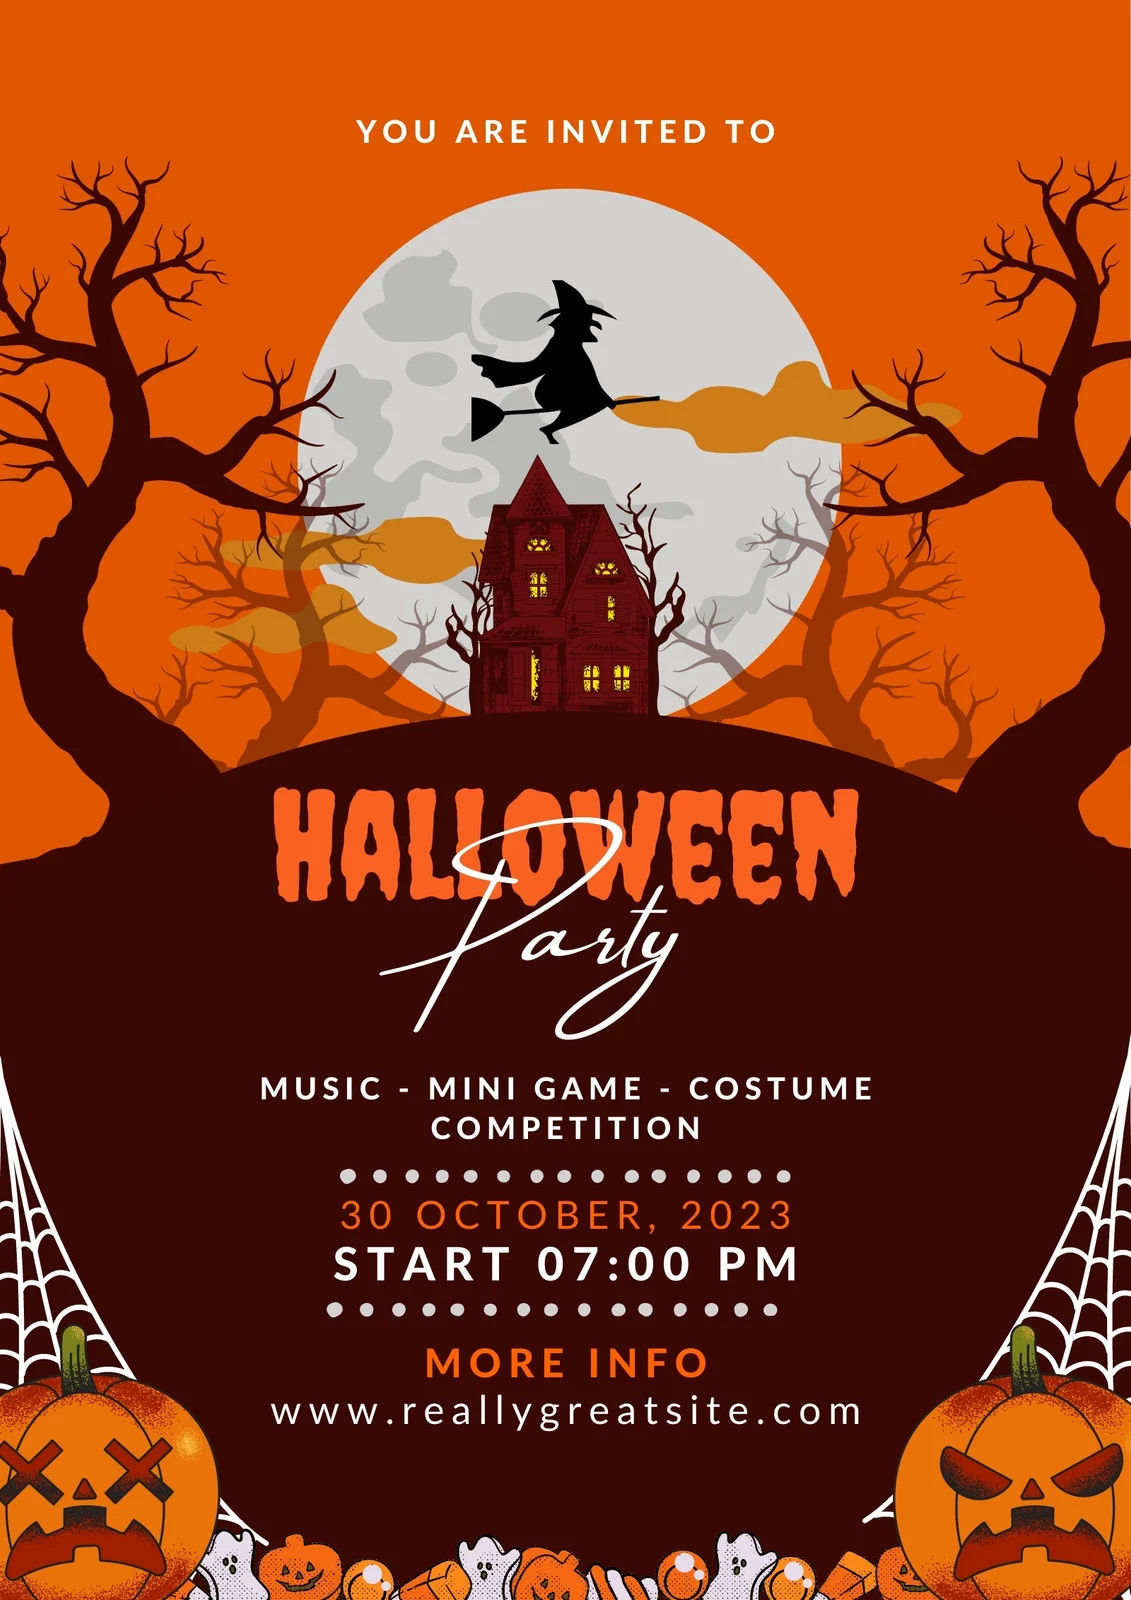 YOU ARE INVITED TO
HALLOWEEN
Party
MUSIC - MINI GAME - COSTUME
COMPETITION
30 OCTOBER, 2023
START 07:00 PM
MORE INFO
www.reallygreatsite.com